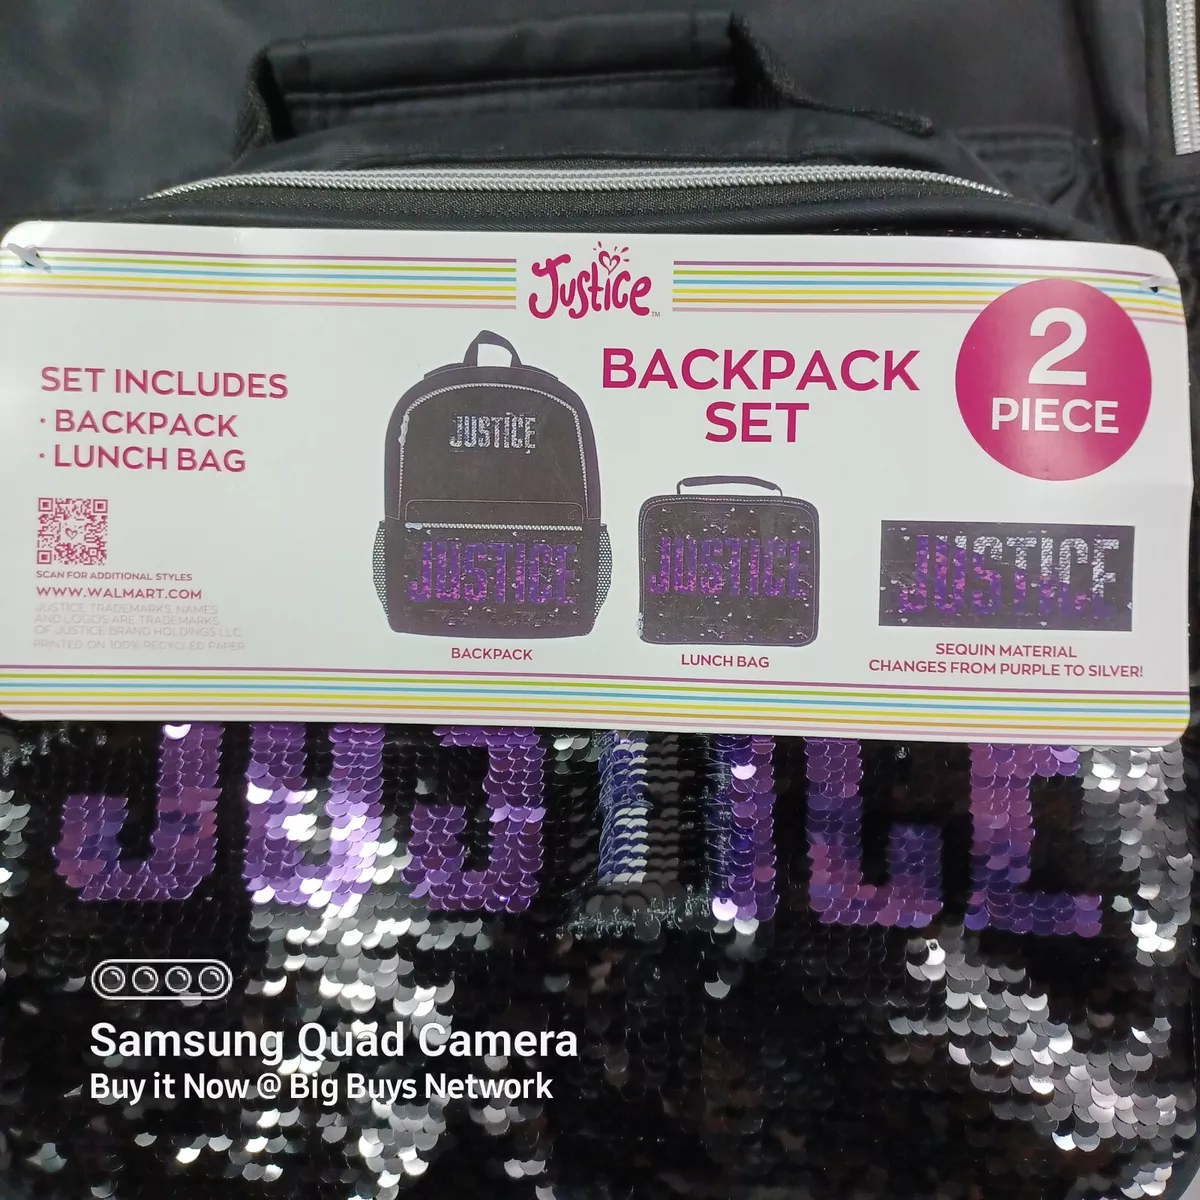 Justice
TM
SET INCLUDES
· BACKPACK
· LUNCH BAG
SCAN FOR ADDITIONAL STYLES
WWW.WALMART.COM
JUSTICE, TRADEMARKS, NAMES
AND LOGOS ARE TRADEMARKS
OF JUSTICE BRAND HOLDINGS LLC.
PRINTED ON 100% RECYCLED PAPER
BACKPACK
SET
2
PIECE
JUSTICE
JUSTICE
BACKPACK
JUSTICE
LUNCH BAG
JUSTICE
SEQUIN MATERIAL
CHANGES FROM PURPLE TO SILVER!
JUSTICE
Samsung Quad Camera
Buy it Now @ Big Buys Network